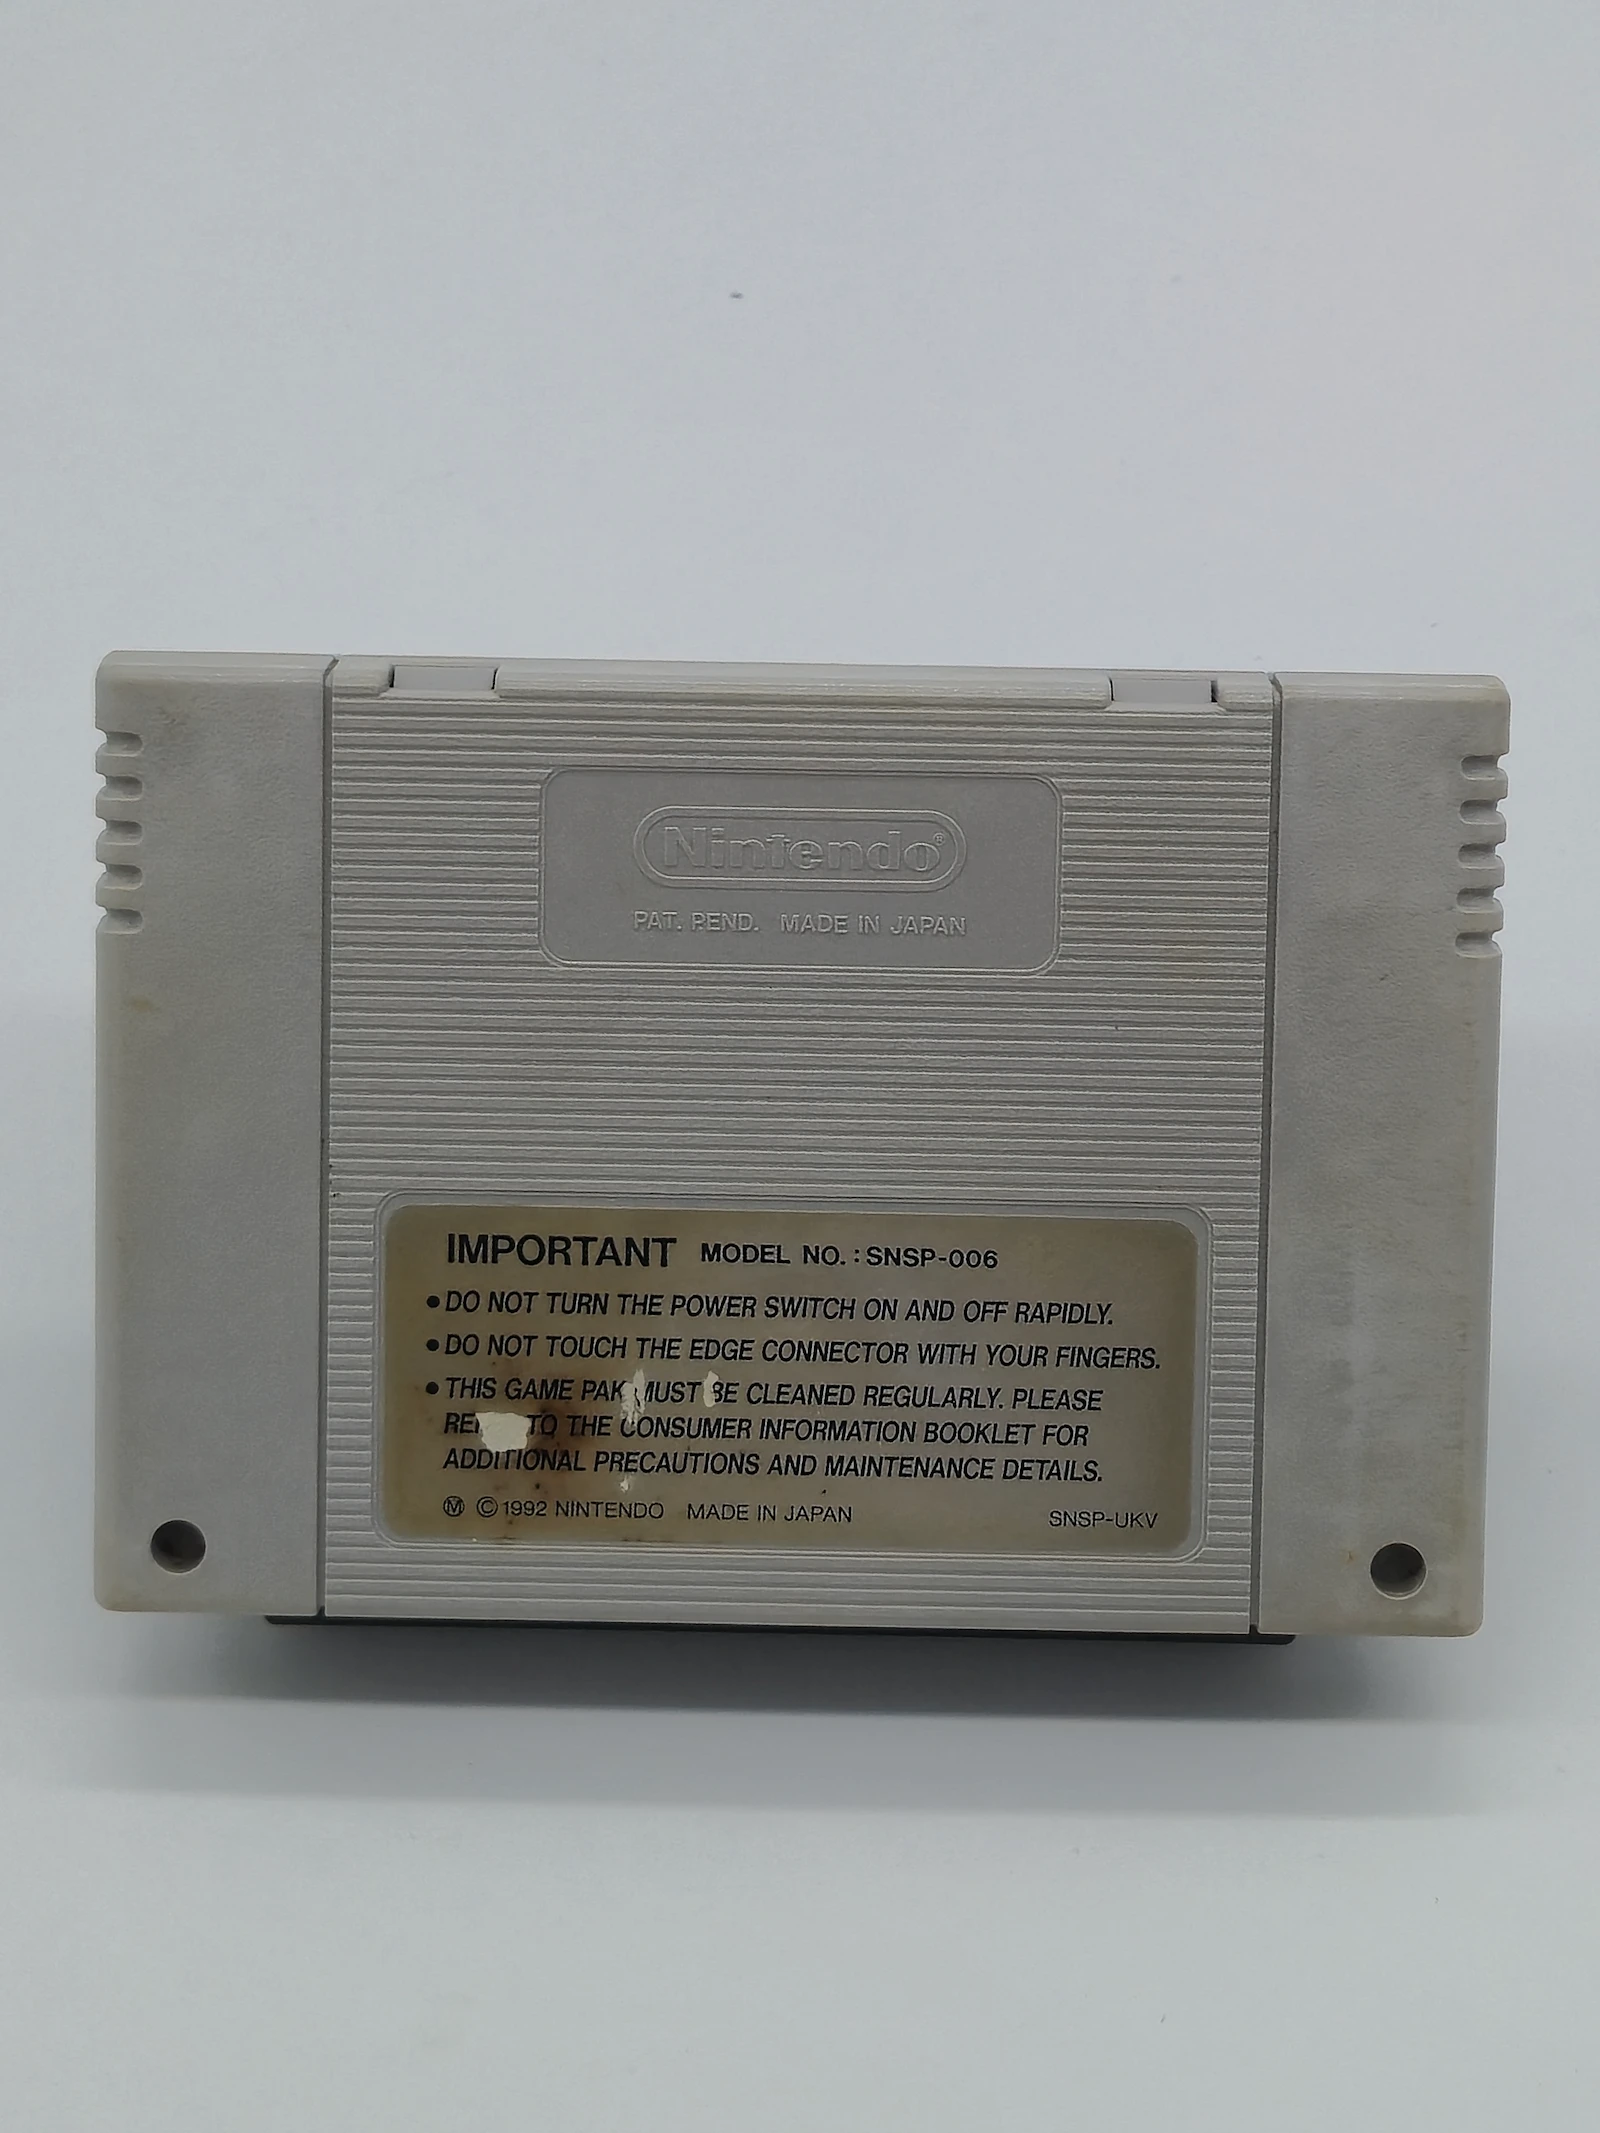 Nintendo®
PAT. PEND. MADE IN JAPAN
IMPORTANT MODEL NO. : SNSP-006
• DO NOT TURN THE POWER SWITCH ON AND OFF RAPIDLY.
• DO NOT TOUCH THE EDGE CONNECTOR WITH YOUR FINGERS.
• THIS GAME PAK MUST BE CLEANED REGULARLY. PLEASE
TO THE CONSUMER INFORMATION BOOKLET FOR
ADDITIONAL PRECAUTIONS AND MAINTENANCE DETAILS.
Ⓜ © 1992 NINTENDO MADE IN JAPAN SNSP-UKV